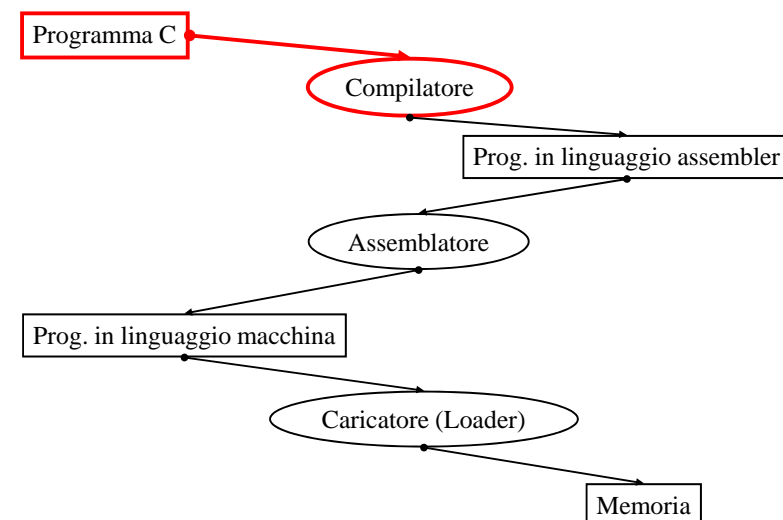 Programma C
Compilatore
Prog. in linguaggio assembler
Assemblatore
Prog. in linguaggio macchina
Caricatore (Loader)
Memoria